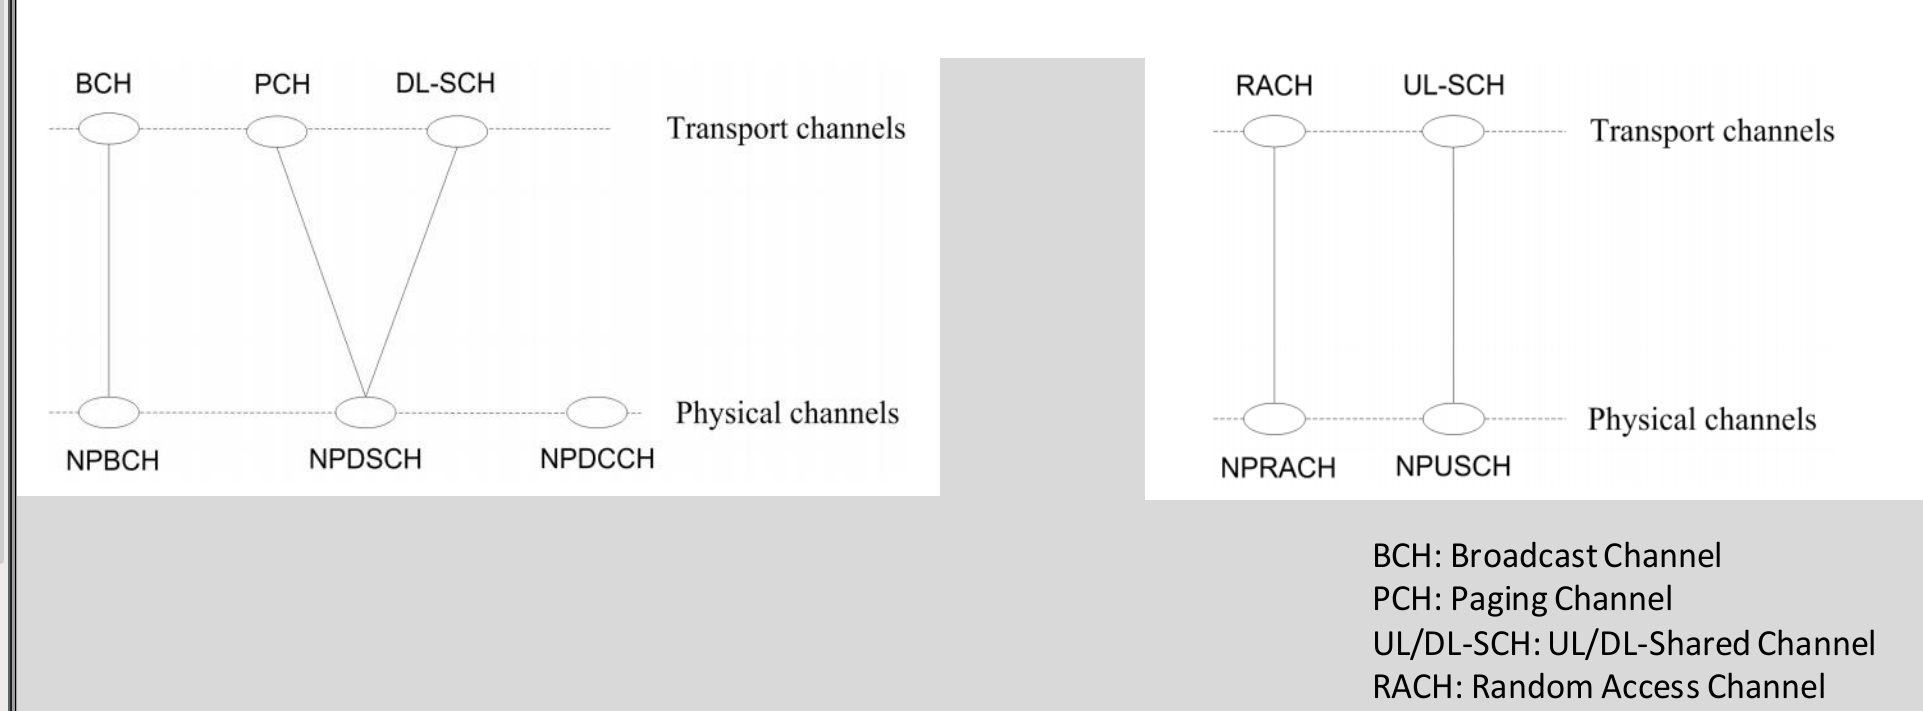 BCH PCH DL-SCH
Transport channels
Physical channels
NPBCH NPDSCH NPDCCH
RACH UL-SCH
Transport channels
Physical channels
NPRACH NPUSCH
BCH: Broadcast Channel
PCH: Paging Channel
UL/DL-SCH: UL/DL-Shared Channel
RACH: Random Access Channel